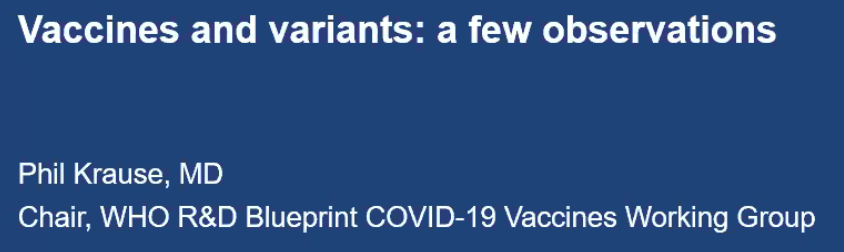 Vaccines and variants: a few observations
Phil Krause, MD
Chair, WHO R&D Blueprint COVID-19 Vaccines Working Group